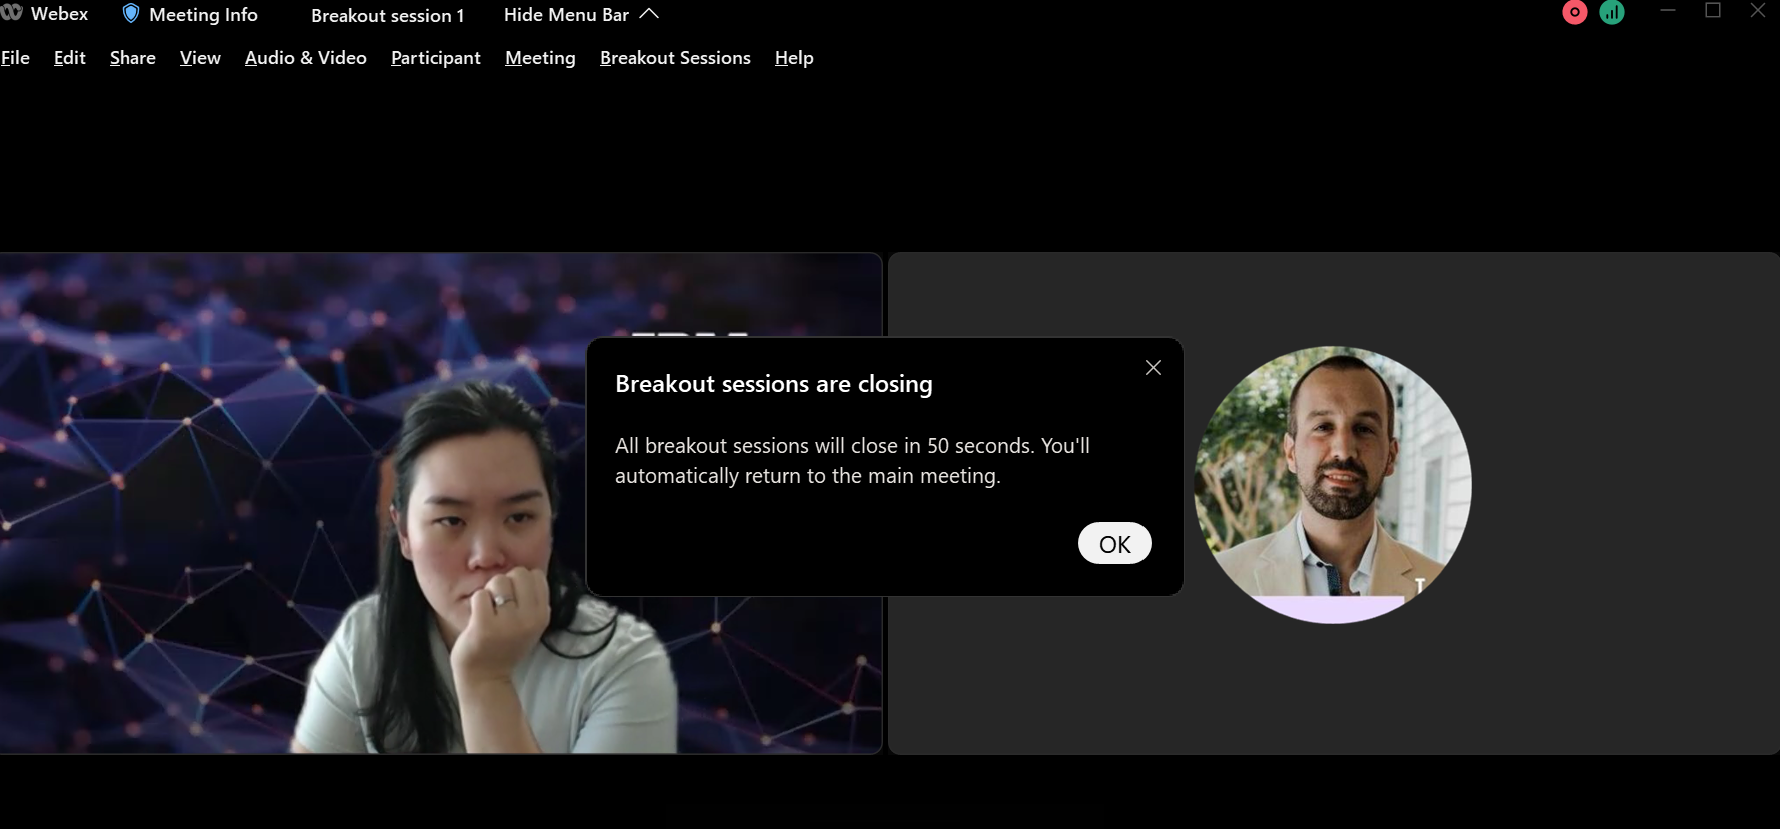 Webex Meeting Info Breakout session 1 Hide Menu Bar
File Edit Share View Audio & Video Participant Meeting Breakout Sessions Help
Breakout sessions are closing
All breakout sessions will close in 50 seconds. You'll
automatically return to the main meeting.
OK